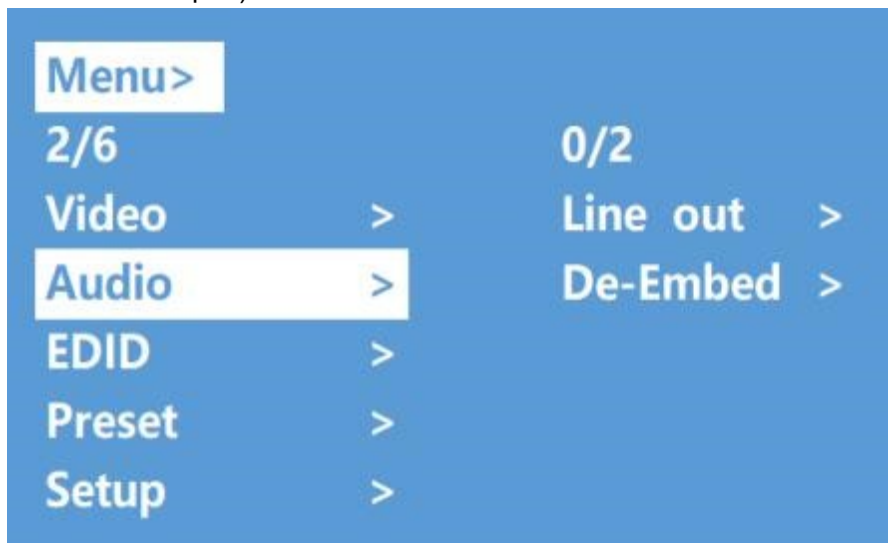 Menu>
2/6 0/2
Video > Line out >
Audio > De-Embed >
EDID >
Preset >
Setup >